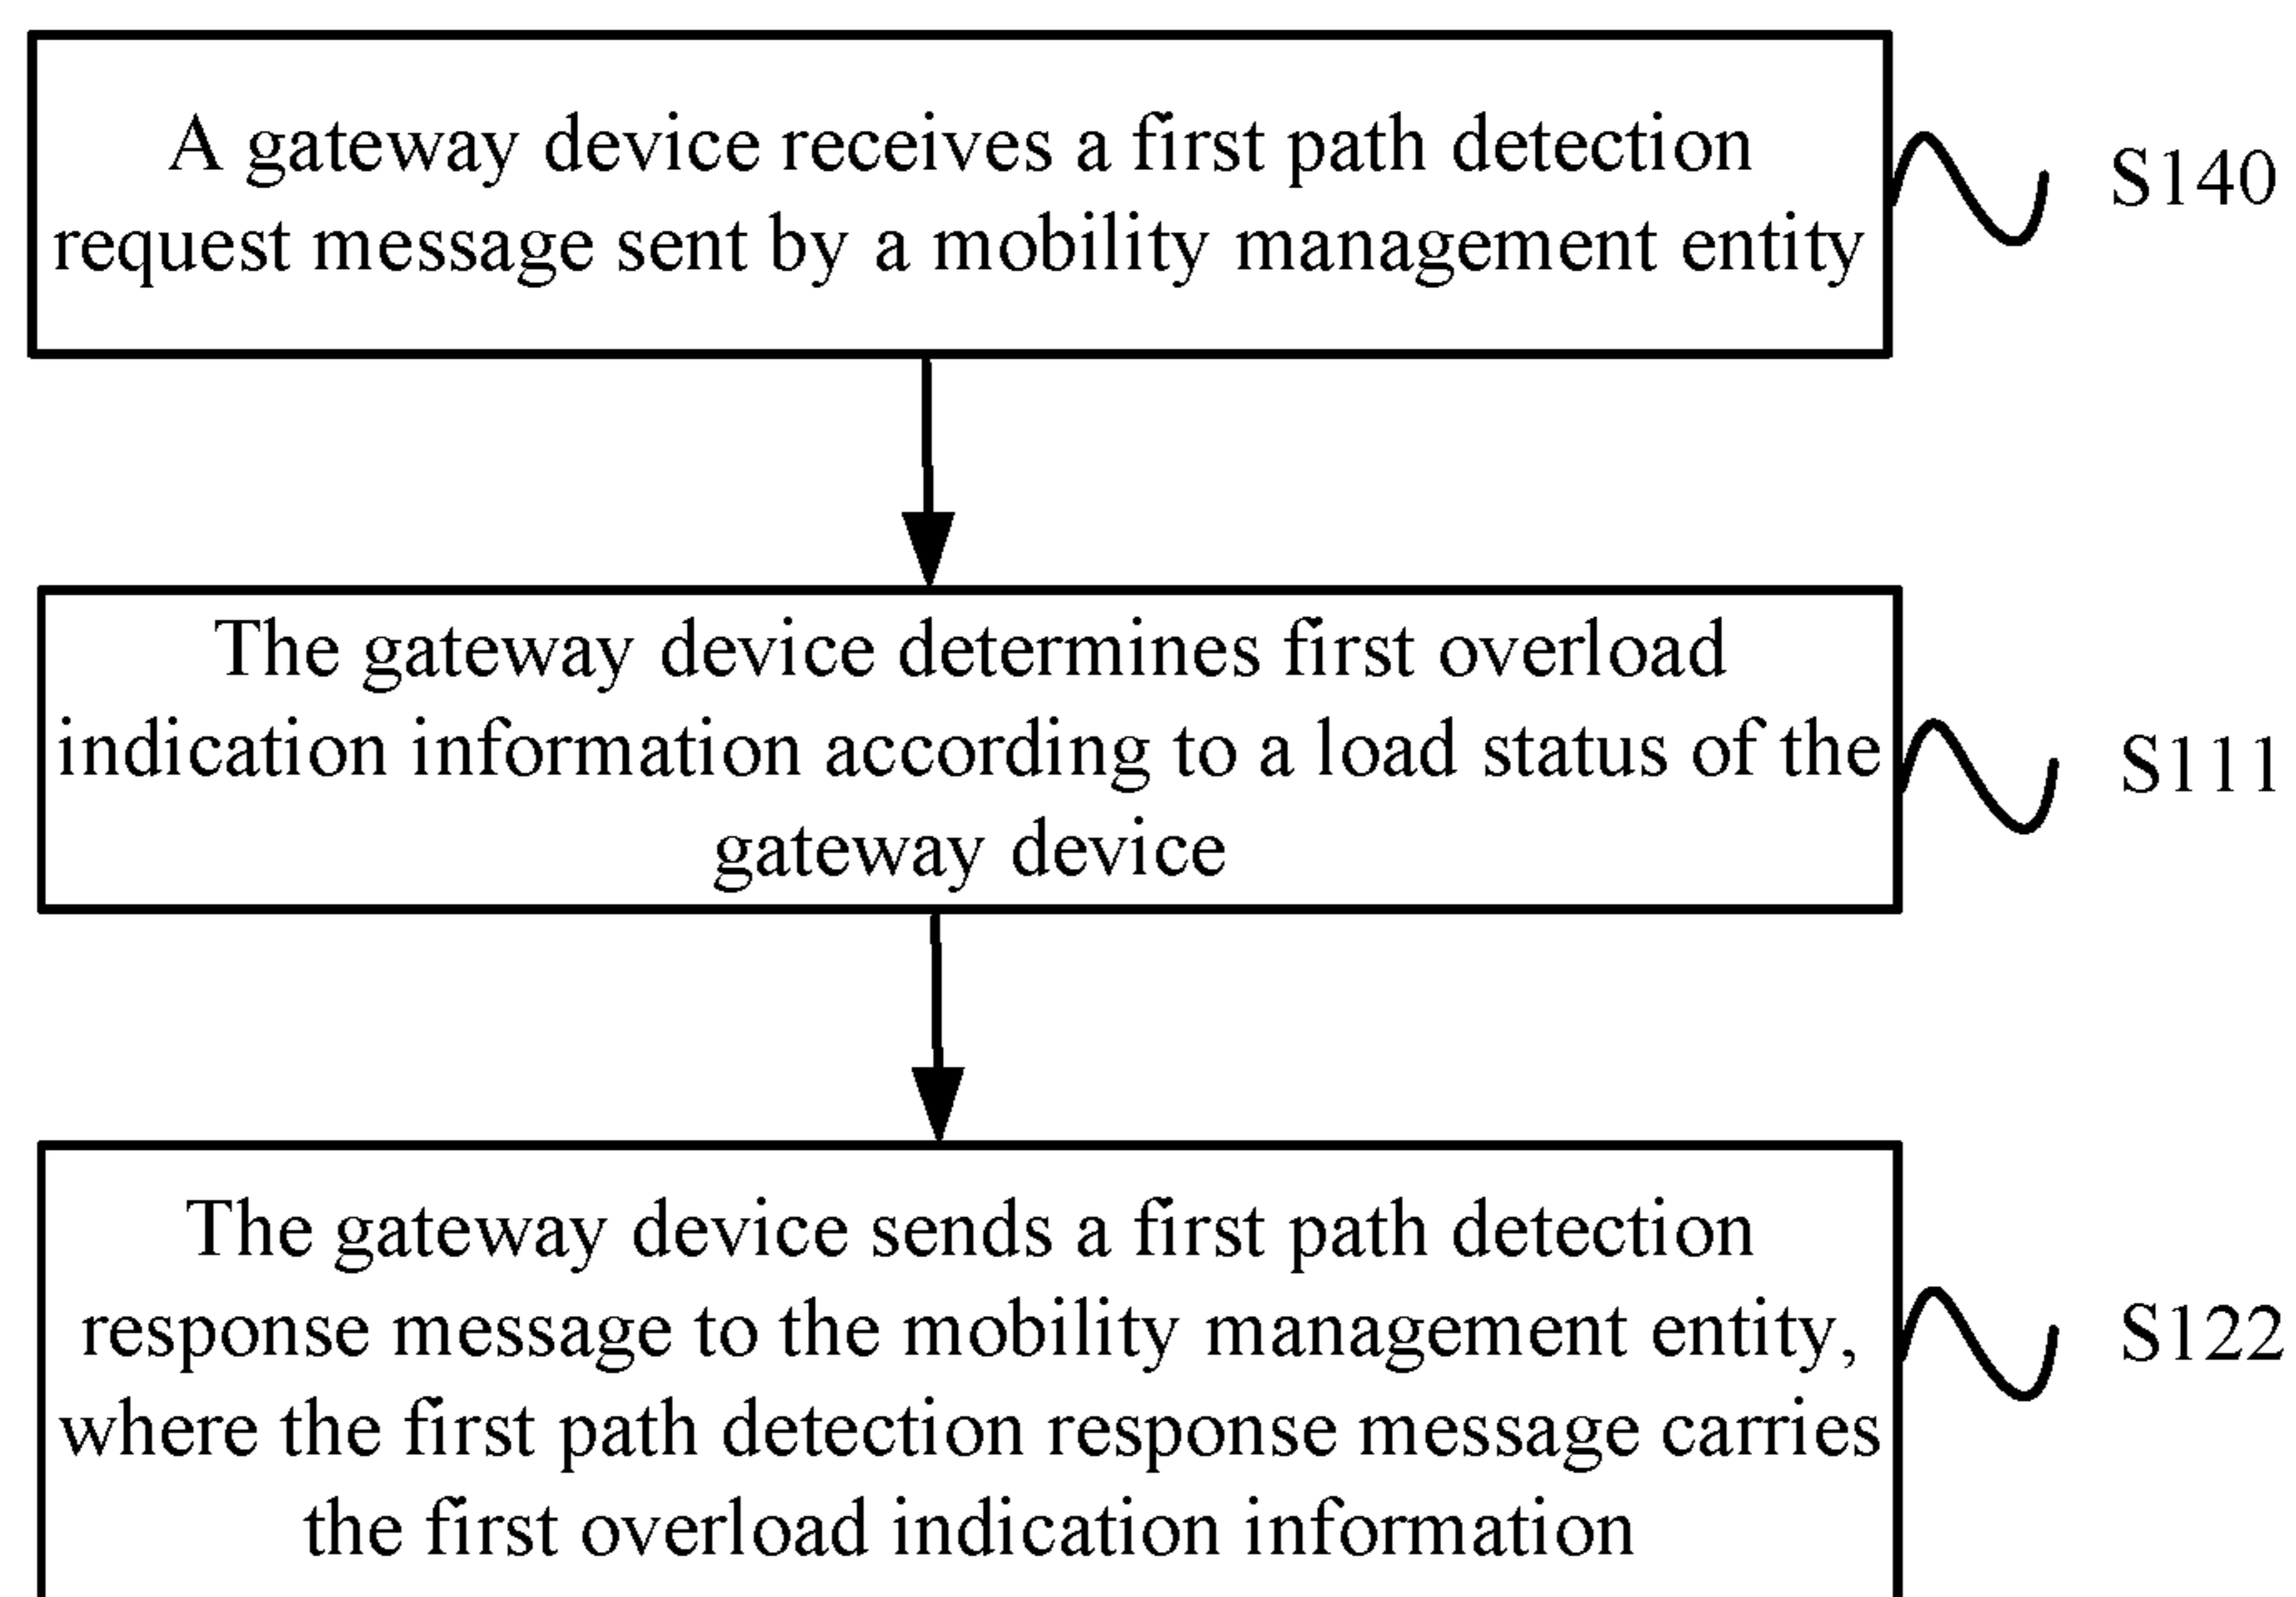 A gateway device receives a first path detection
request message sent by a mobility management entity
S140
The gateway device determines first overload
indication information according to a load status of the
gateway device
S111
The gateway device sends a first path detection
response message to the mobility management entity,
where the first path detection response message carries
the first overload indication information
S122